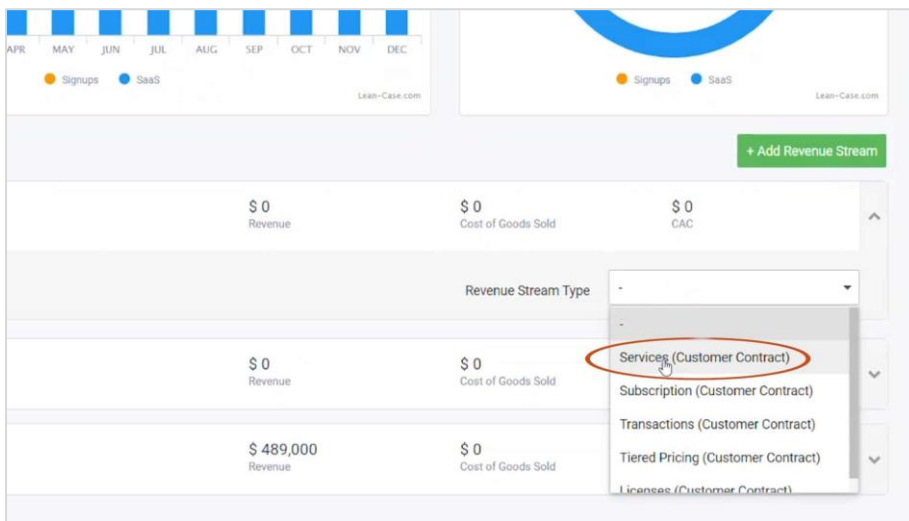 APR MAY JUN JUL AUG SEP OCT NOV DEC
Signups SaaS
Lean-Case.com
Signups SaaS
Lean-Case.com
+ Add Revenue Stream
$ 0 $ 0 $ 0
Revenue Cost of Goods Sold CAC
Revenue Stream Type -
-
Services (Customer Contract)
$ 0 $ 0
Revenue Cost of Goods Sold
Subscription (Customer Contract)
Transactions (Customer Contract)
$ 489,000 $ 0
Revenue Cost of Goods Sold
Tiered Pricing (Customer Contract)
Licenses (Customer Contract)